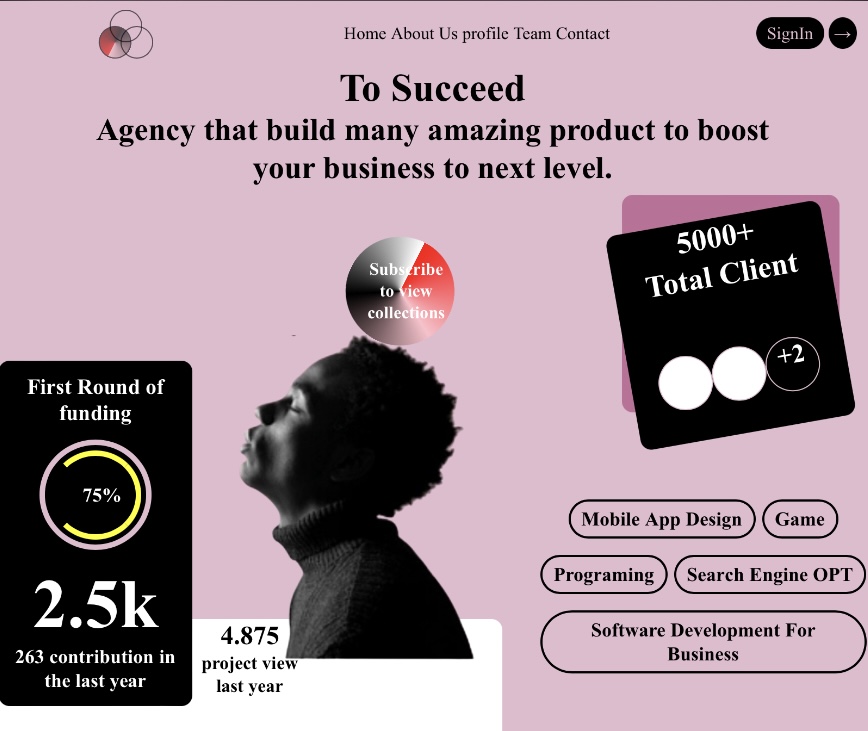 Home About Us profile Team Contact
SignIn →
To Succeed
Agency that build many amazing product to boost
your business to next level.
5000+
Total Client
+2
Subscribe
to view
collections
First Round of
funding
75%
2.5k
263 contribution in
the last year
4.875
project view
last year
Mobile App Design
Game
Programing
Search Engine OPT
Software Development For
Business